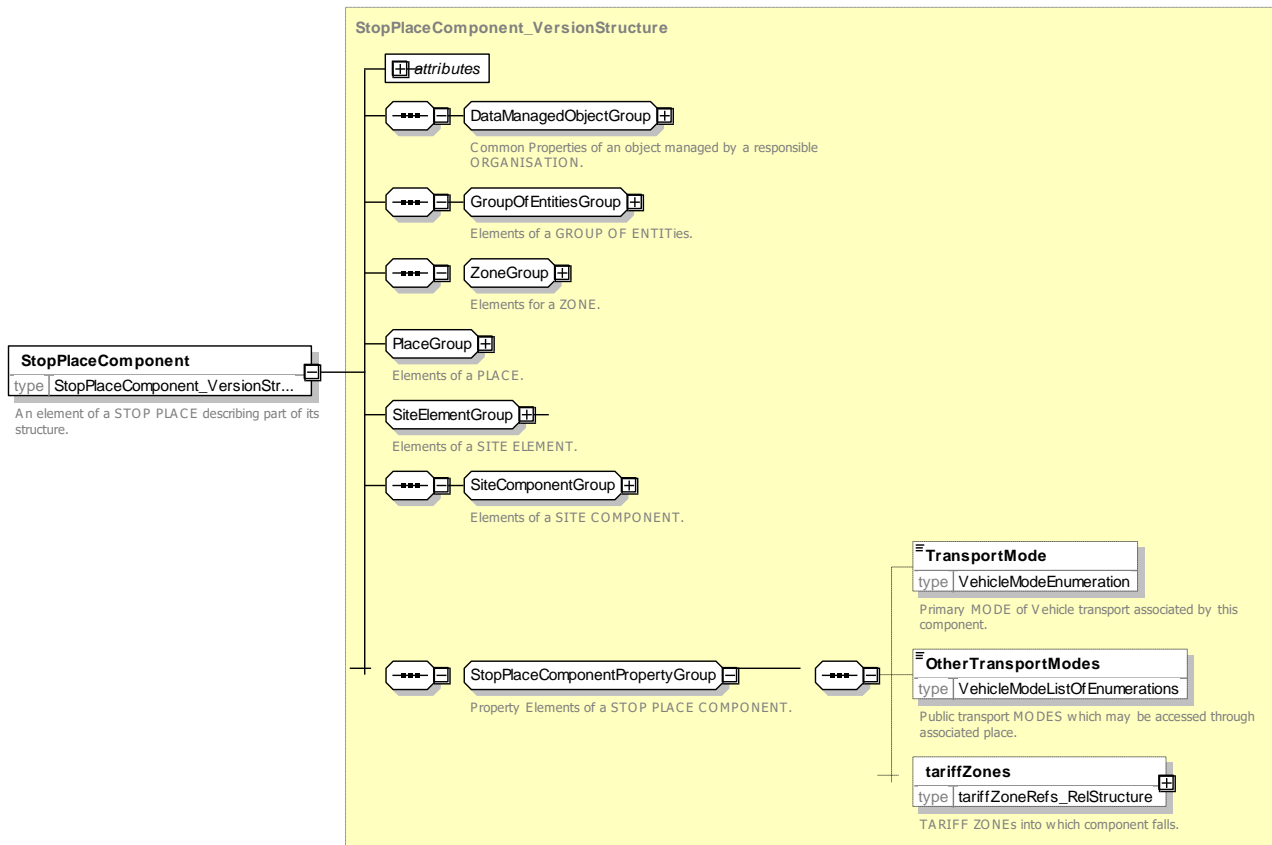 StopPlaceComponent_VersionStructure
attributes
DataManagedObjectGroup
Common Properties of an object managed by a responsible
ORGANISATION.
GroupOfEntitiesGroup
Elements of a GROUP OF ENTITies.
ZoneGroup
Elements for a ZONE.
PlaceGroup
Elements of a PLACE.
StopPlaceComponent
type StopPlaceComponent_VersionStr...
An element of a STOP PLACE describing part of its
structure.
SiteElementGroup
Elements of a SITE ELEMENT.
SiteComponentGroup
Elements of a SITE COMPONENT.
StopPlaceComponentPropertyGroup
Property Elements of a STOP PLACE COMPONENT.
TransportMode
type VehicleModeEnumeration
Primary MODE of Vehicle transport associated by this
component.
OtherTransportModes
type VehicleModeListOfEnumerations
Public transport MODES which may be accessed through
associated place.
tariffZones
type tariffZoneRefs_RelStructure
TARIFF ZONEs into which component falls.